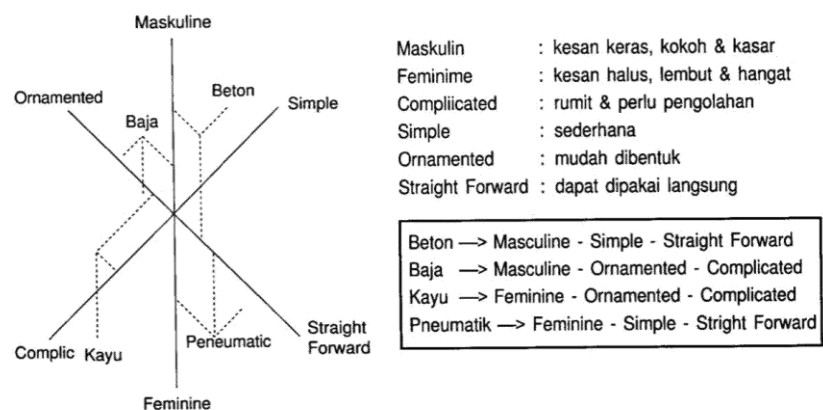 Maskuline
Ornamented
Beton
Simple
Baja
Complic
Kayu
Peneumatic
Straight
Forward
Feminine
Maskulin : kesan keras, kokoh & kasar
Feminime : kesan halus, lembut & hangat
Compliicated : rumit & perlu pengolahan
Simple : sederhana
Ornamented : mudah dibentuk
Straight Forward : dapat dipakai langsung
Beton —> Masculine - Simple - Straight Forward
Baja —> Masculine - Ornamented - Complicated
Kayu —> Feminine - Ornamented - Complicated
Pneumatik —> Feminine - Simple - Stright Forward